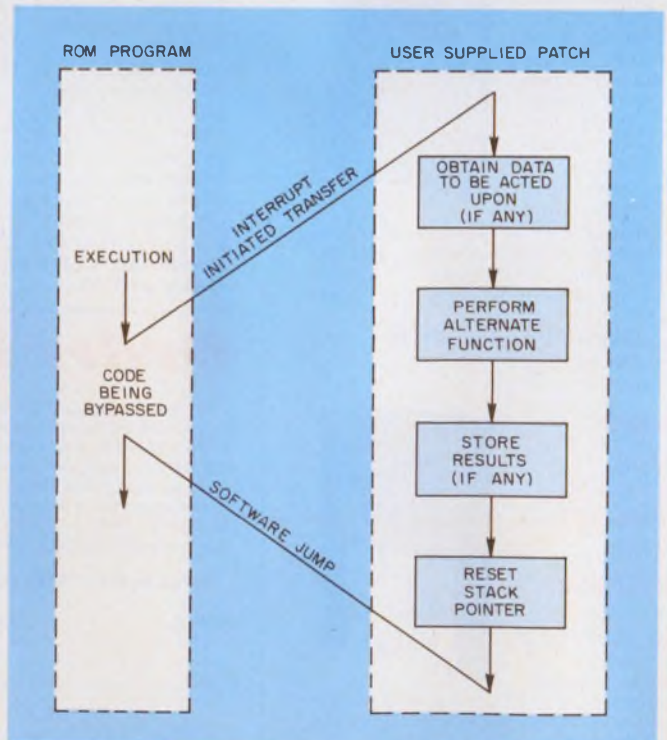 ROM PROGRAM
USER SUPPLIED PATCH
EXECUTION
CODE
BEING
BYPASSED
INTERRUPT
INITIATED TRANSFER
SOFTWARE JUMP
OBTAIN DATA
TO BE ACTED
UPON
(IF ANY)
PERFORM
ALTERNATE
FUNCTION
STORE
RESULTS
(IF ANY)
RESET
STACK
POINTER